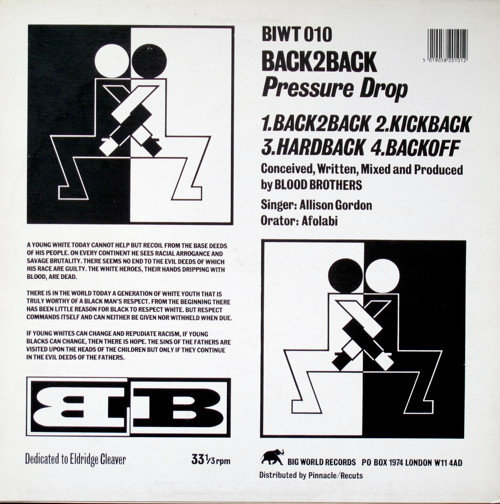 BIWT 010
BACK2BACK
Pressure Drop
1.BACK2BACK 2.KICKBACK
3.HARDBACK 4.BACKOFF
Conceived, Written, Mixed and Produced
by BLOOD BROTHERS
Singer: Allison Gordon
Orator: Afolabi
A YOUNG WHITE TODAY CANNOT HELP BUT RECOIL FROM THE BASE DEEDS
OF HIS PEOPLE. ON EVERY CONTINENT HE SEES RACIAL ARROGANCE AND
SAVAGE BRUTALITY. THERE SEEMS NO END TO THE EVIL DEEDS OF WHICH
HIS RACE ARE GUILTY. THE WHITE HEROES, THEIR HANDS DRIPPING WITH
BLOOD, ARE DEAD.
THERE IS IN THE WORLD TODAY A GENERATION OF WHITE YOUTH THAT IS
TRULY WORTHY OF A BLACK MAN'S RESPECT. FROM THE BEGINNING THERE
HAS BEEN LITTLE REASON FOR BLACK TO RESPECT WHITE. BUT RESPECT
COMMANDS ITSELF AND CAN NEITHER BE GIVEN NOR WITHHELD WHEN DUE.
IF YOUNG WHITES CAN CHANGE AND REPUDIATE RACISM, IF YOUNG
BLACKS CAN CHANGE, THEN THERE IS HOPE. THE SINS OF THE FATHERS ARE
VISITED UPON THE HEADS OF THE CHILDREN BUT ONLY IF THEY CONTINUE
IN THE EVIL DEEDS OF THE FATHERS.
B B
Dedicated to Eldridge Cleaver
33 1/3 rpm
BIG WORLD RECORDS PO BOX 1974 LONDON W11 4AD
Distributed by Pinnacle/Recuts